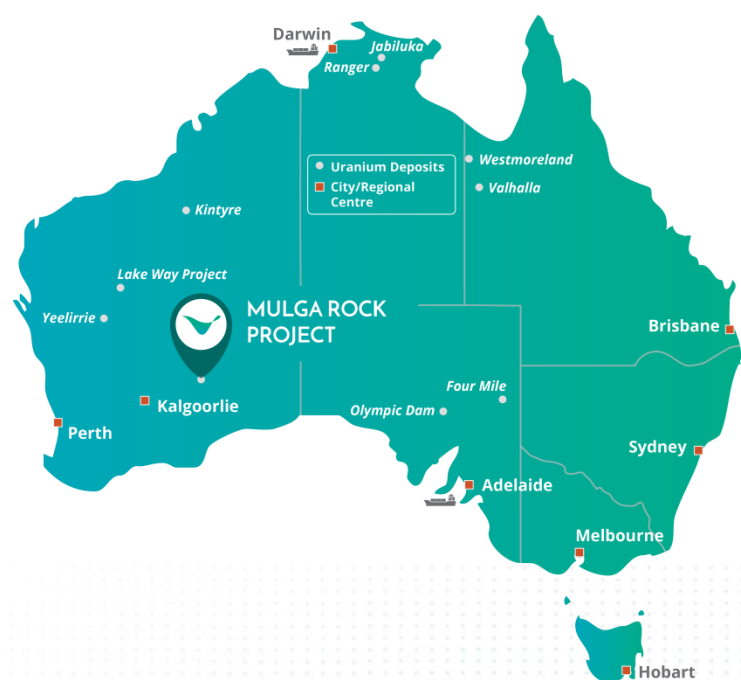 Darwin
Jabiluka
Ranger
Uranium Deposits
City/Regional
Centre
Westmoreland
Valhalla
Kintyre
Lake Way Project
Yeelirrie
MULGA ROCK
PROJECT
Brisbane
Kalgoorlie
Four Mile
Olympic Dam
Perth
Sydney
Adelaide
Melbourne
Hobart